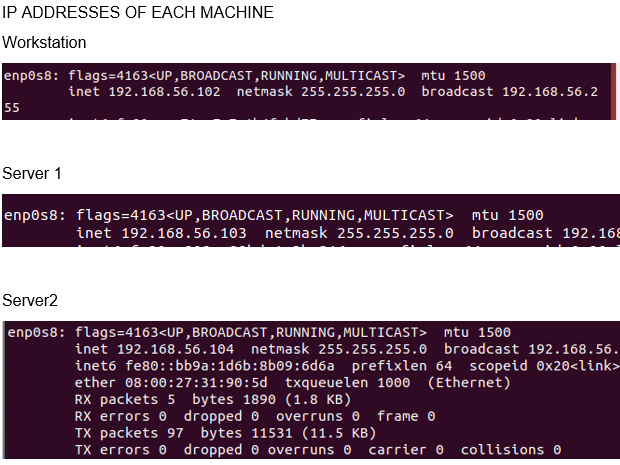 IP ADDRESSES OF EACH MACHINE
Workstation
enp0s8: flags=4163<UP,BROADCAST,RUNNING,MULTICAST>  mtu 1500
inet 192.168.56.102  netmask 255.255.255.0  broadcast 192.168.56.2
55
Server 1
enp0s8: flags=4163<UP,BROADCAST,RUNNING,MULTICAST>  mtu 1500
inet 192.168.56.103  netmask 255.255.255.0  broadcast 192.168
Server2
enp0s8: flags=4163<UP,BROADCAST,RUNNING,MULTICAST>  mtu 1500
inet 192.168.56.104  netmask 255.255.255.0  broadcast 192.168.56.
inet6 fe80::bb9a:1d6b:8b09:6d6a  prefixlen 64  scopeid 0x20<link>
ether 08:00:27:31:90:5d  txqueuelen 1000  (Ethernet)
RX packets 5  bytes 1890 (1.8 KB)
RX errors 0  dropped 0  overruns 0  frame 0
TX packets 97  bytes 11531 (11.5 KB)
TX errors 0  dropped 0 overruns 0  carrier 0  collisions 0